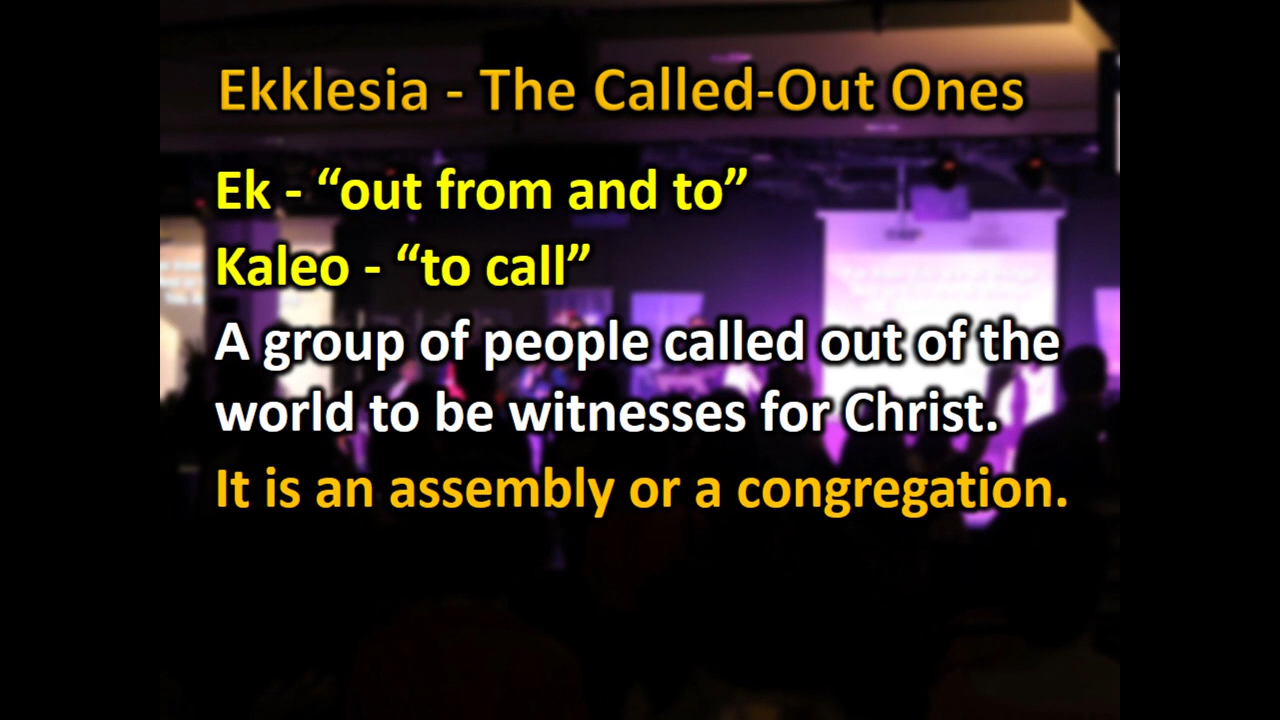 Ekklesia - The Called-Out Ones
Ek - “out from and to”
Kaleo - “to call”
A group of people called out of the
world to be witnesses for Christ.
It is an assembly or a congregation.